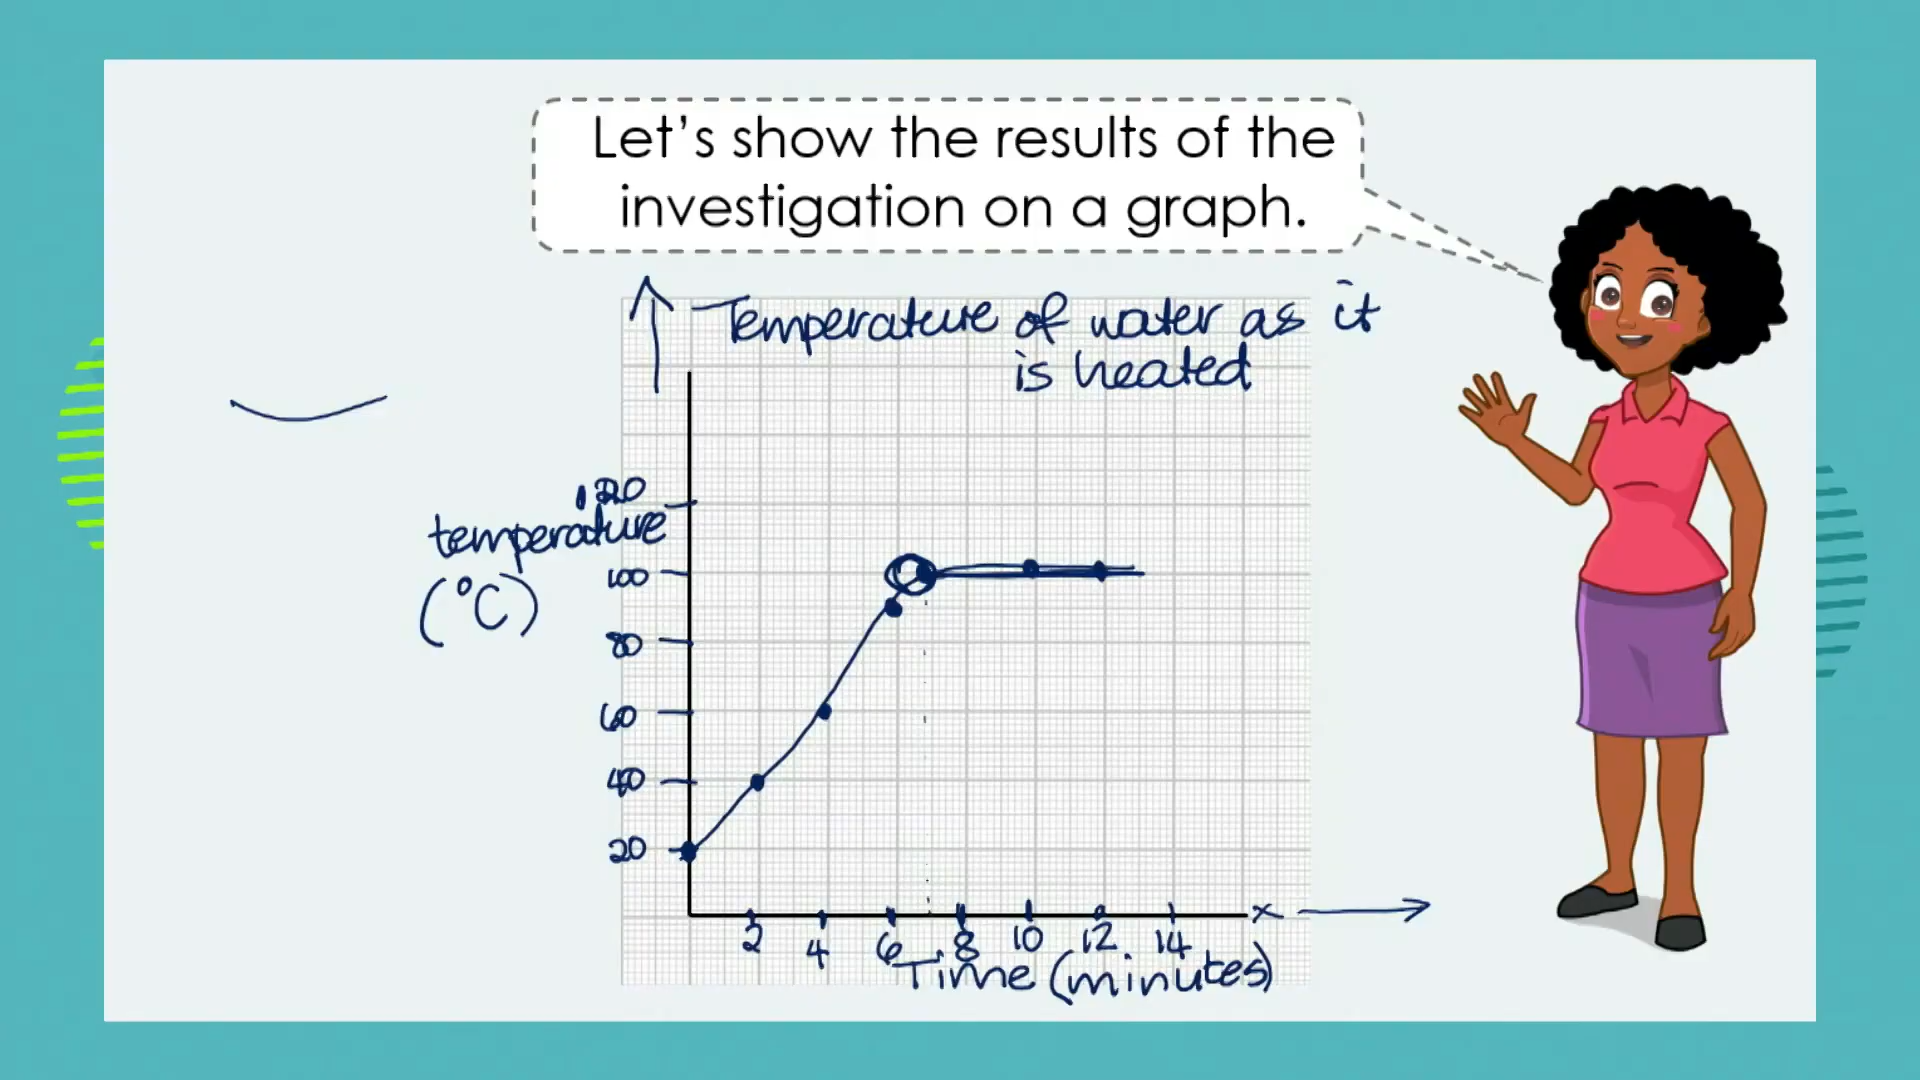 Let's show the results of the
investigation on a graph.
Temperature of water as it
is heated
120
temperature
(°C)
100
80
60
40
20
x
2 4 6 8 10 12 14
Time (minutes)